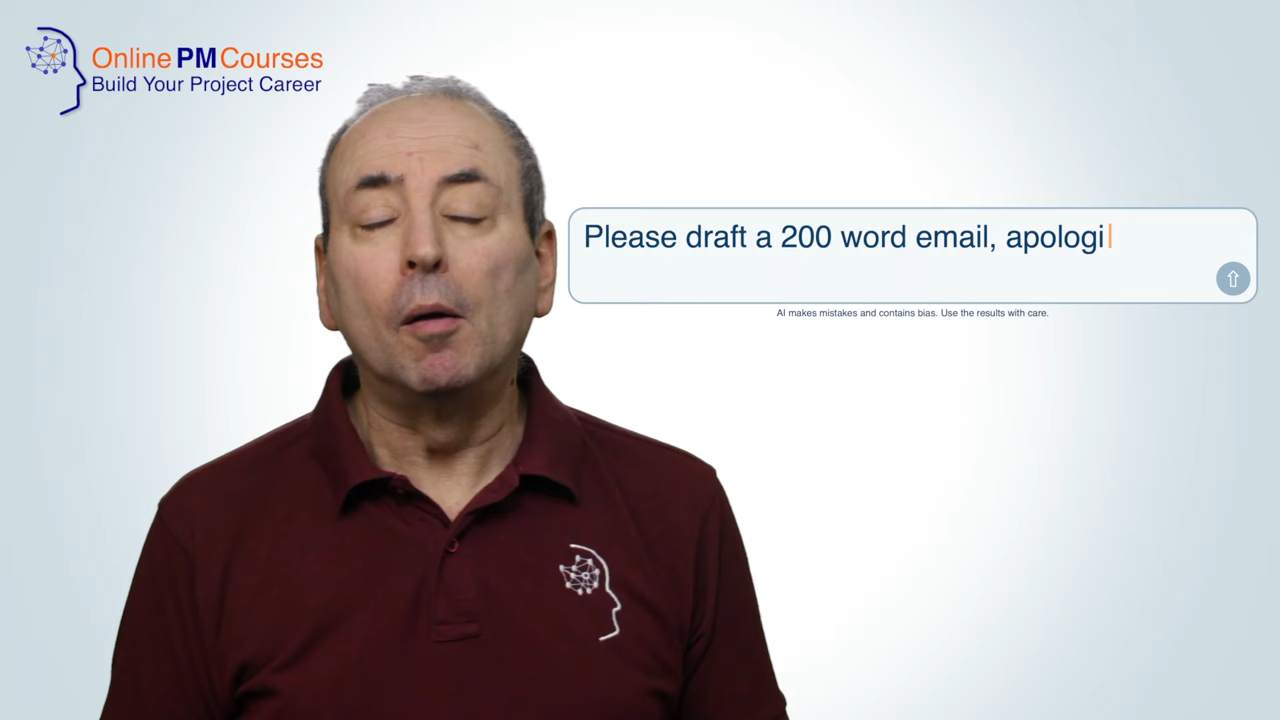 Online PM Courses
Build Your Project Career
Please draft a 200 word email, apologi
AI makes mistakes and contains bias. Use the results with care.